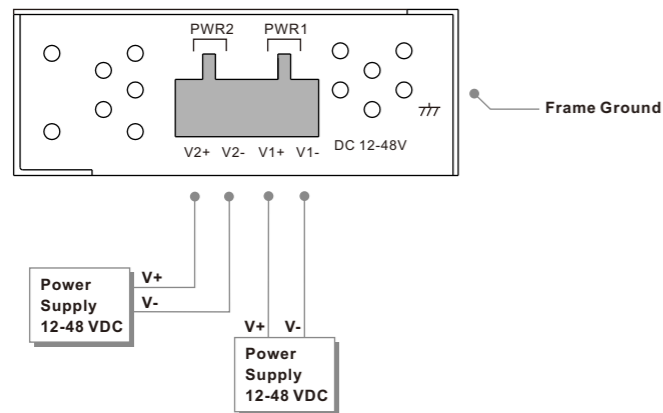 PWR2 PWR1
Frame Ground
V2+ V2- V1+ V1- DC 12-48V
Power
Supply
12-48 VDC
V+
V-
V+ V-
Power
Supply
12-48 VDC